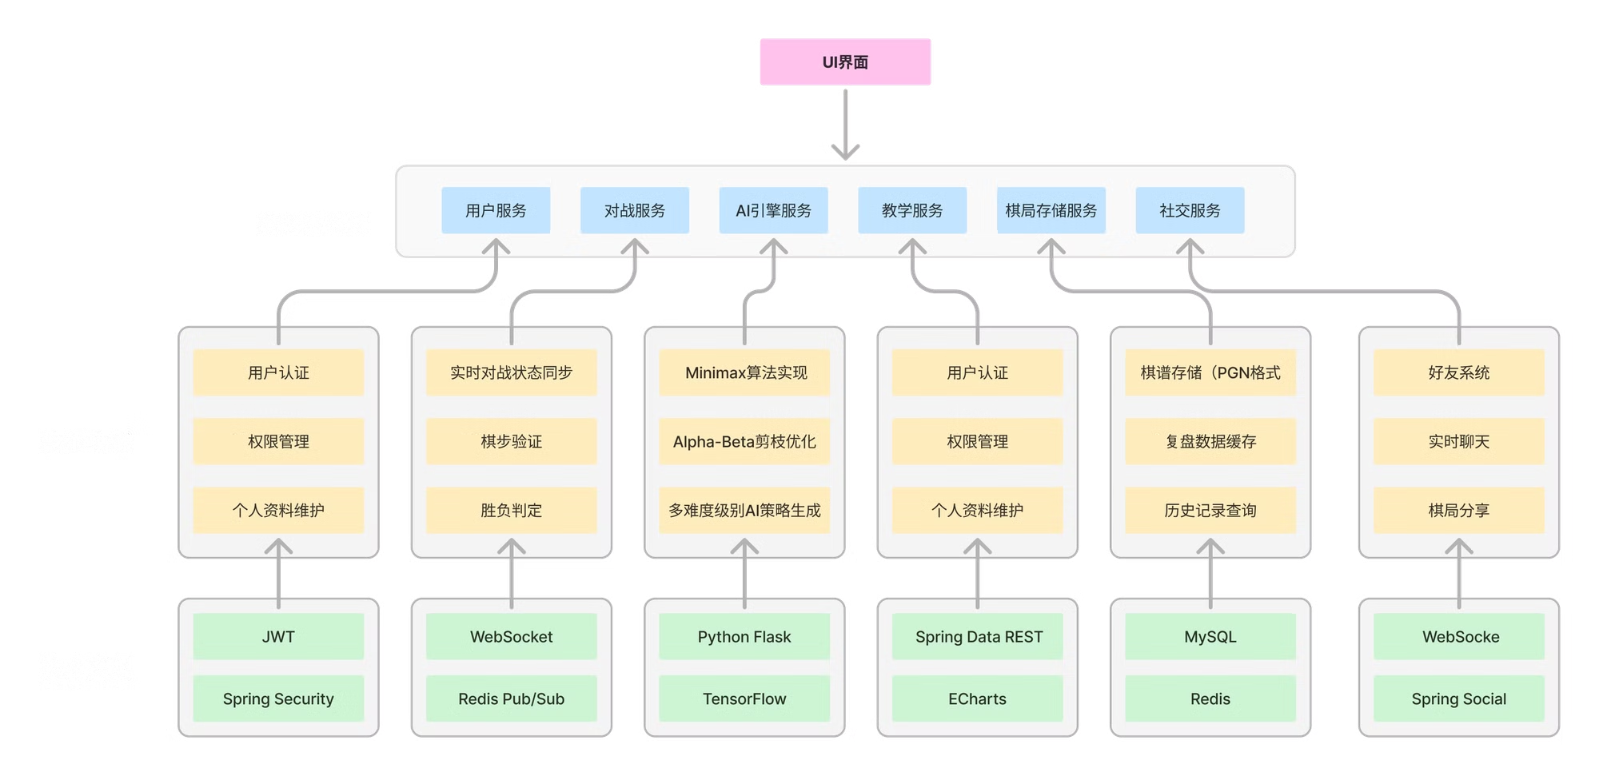 UI界面
用户服务
对战服务
AI引擎服务
教学服务
棋局存储服务
社交服务
用户认证
权限管理
个人资料维护
实时对战状态同步
棋步验证
胜负判定
Minimax算法实现
Alpha-Beta剪枝优化
多难度级别AI策略生成
用户认证
权限管理
个人资料维护
棋谱存储（PGN格式
复盘数据缓存
历史记录查询
好友系统
实时聊天
棋局分享
JWT
Spring Security
WebSocket
Redis Pub/Sub
Python Flask
TensorFlow
Spring Data REST
ECharts
MySQL
Redis
WebSocke
Spring Social